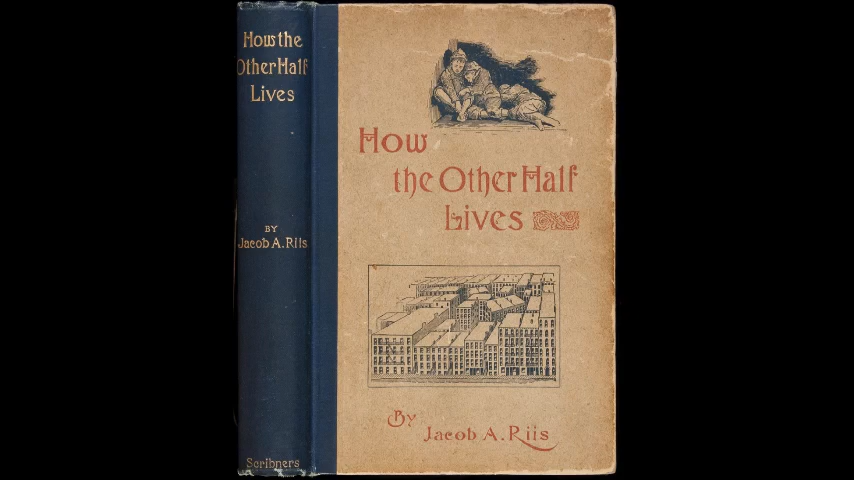 How the
Other Half
Lives
BY
Jacob A. Riis
Scribners
How
the Other Half
Lives
By
Jacob A. Riis